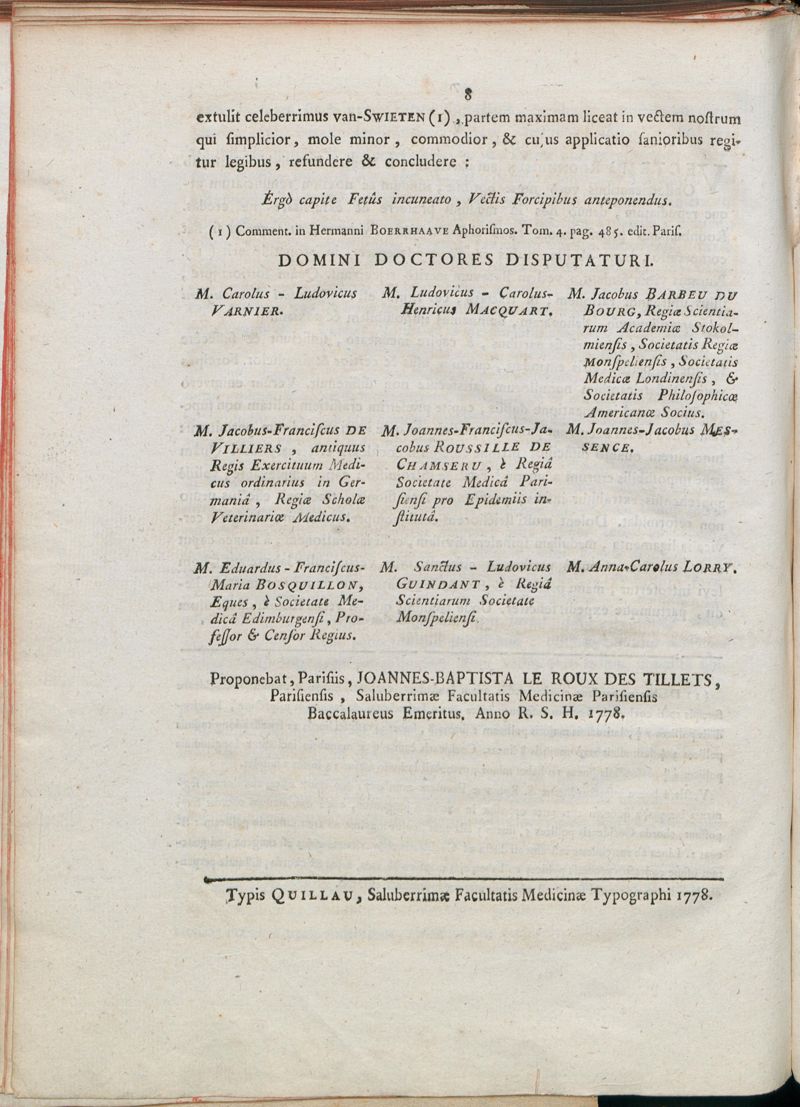 8
extulit celeberrimus van-SWIETEN (1), partem maximam liceat in vectem noſtrum
qui ſimplicior, mole minor, commodior, & cujus applicatio ſanioribus regi-
tur legibus, refundere & concludere :
Érgò capite Fetûs incuneato, Vectis Forcipibus anteponendus.
(1) Comment. in Hermanni BOERRHAAVE Aphoriſmos. Tom. 4. pag. 485. edit. Pariſ.
DOMINI DOCTORES DISPUTATURI.
M. Carolus - Ludovicus
VARNIER.
M. Ludovicus - Carolus-
Henricus MACQUART.
M. Jacobus BARBEU DU
BOURG, Regiæ Scientia-
rum Academiæ Stokol-
mienſis, Societatis Regiæ
Monſpelienſis, Societatis
Medicæ Londinenſis, &
Societatis Philoſophicæ
Americanæ Socius.
M. Jacobus-Franciſcus DE
VILLIERS, antiquus
Regis Exercituum Medi-
cus ordinarius in Ger-
maniâ, Regiæ Scholæ
Veterinariæ Medicus.
M. Joannes-Franciſcus-Ja-
cobus ROUSSILLE DE
CHAMSERU, è Regiâ
Societate Medicâ Pari-
ſienſi pro Epidemiis in-
ſtitutâ.
M. Joannes-Jacobus MES-
SENCE.
M. Eduardus - Franciſcus-
Maria BOSQUILLON,
Eques, è Societate Me-
dicâ Edimburgenſi, Pro-
feſſor & Cenſor Regius.
M. Sanctus - Ludovicus
GUINDANT, è Regiâ
Scientiarum Societate
Monſpelienſi.
M. Anna-Carolus LORRY.
Proponebat, Pariſiis, JOANNES-BAPTISTA LE ROUX DES TILLETS,
Pariſienſis, Saluberrimæ Facultatis Medicinæ Pariſienſis
Baccalaureus Emeritus, Anno R. S. H. 1778.
Typis QUILLAU, Saluberrimæ Facultatis Medicinæ Typographi 1778.